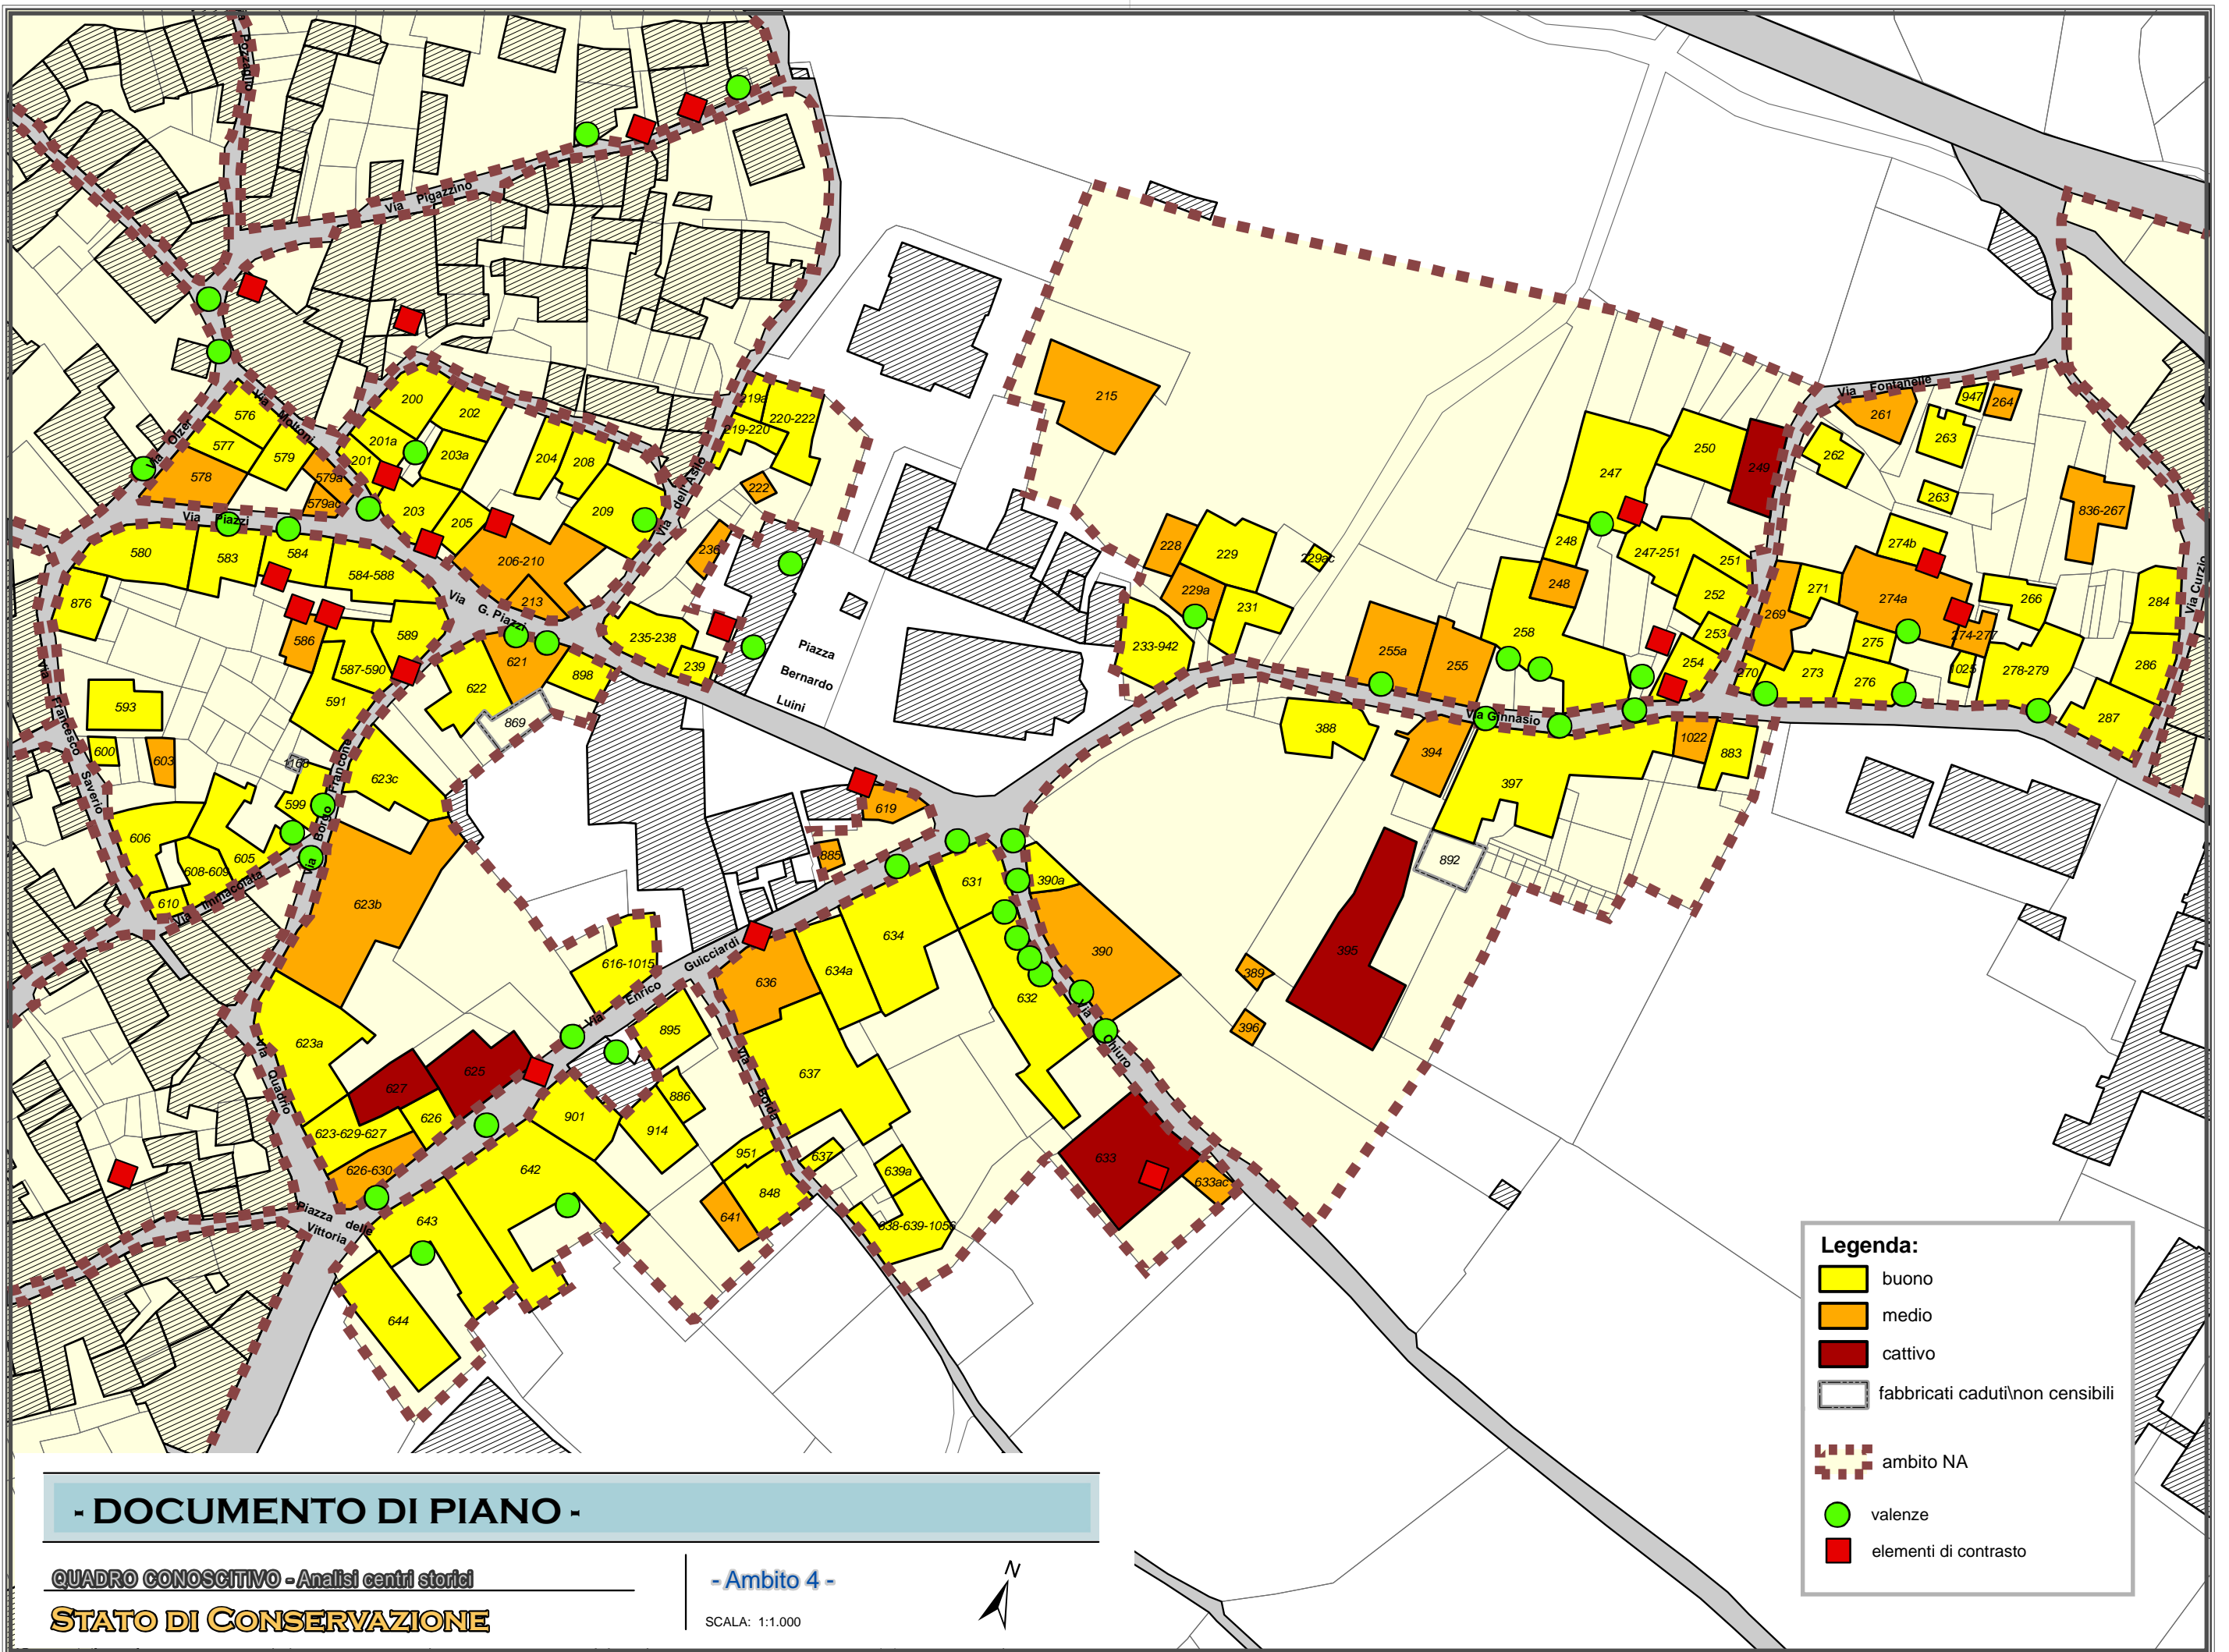 Via Pozzaglio
Via Pigazzino
Via Olzer
Via Moltoni
576
577
578
579
579a
579ac
200
202
201a
201
203a
203
204
208
205
209
206-210
213
219a
219-220
220-222
222
236
Via dell'Asilo
Via Piazzi
Via G. Piazzi
580
583
584
584-588
876
586
589
587-590
591
593
600
603
1168
599
606
605
608-609
610
Via Francesco Saverio
Via Immacolata
Via Borgo Francone
623c
623b
623a
621
622
898
869
235-238
239
Piazza
Bernardo
Luini
215
228
229
229a
229ac
231
233-942
255a
255
258
248
248
247
250
249
247-251
251
252
253
254
388
394
397
1022
883
892
395
389
396
Via Ginnasio
Via Fontanelle
261
947
264
262
263
263
836-267
274b
274a
271
269
270
273
275
276
274-277
1025
266
278-279
284
286
287
Via Curzio
619
885
616-1015
Via Enrico Guicciardi
631
632
634
634a
636
637
637
390a
390
Via Chiuro
633
633ac
895
886
914
901
951
848
641
639a
638-639-1056
Via Bolda
627
625
626
623-629-627
626-630
642
643
644
Via Quadrio
Piazza delle
Vittoria
Legenda:
buono
medio
cattivo
fabbricati caduti\non censibili
ambito NA
valenze
elementi di contrasto
- DOCUMENTO DI PIANO -
QUADRO CONOSCITIVO - Analisi centri storici
STATO DI CONSERVAZIONE
- Ambito 4 -
SCALA: 1:1.000
N